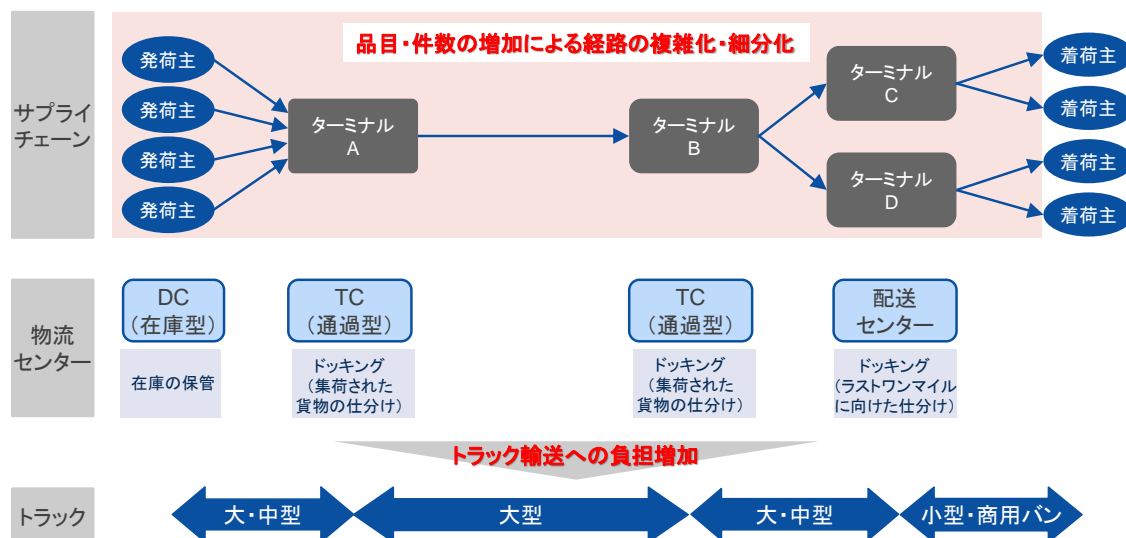 品目・件数の増加による経路の複雑化・細分化
サプライ
チェーン
発荷主
発荷主
発荷主
発荷主
ターミナル
A
ターミナル
B
ターミナル
C
ターミナル
D
着荷主
着荷主
着荷主
着荷主
物流
センター
DC
（在庫型）
在庫の保管
TC
（通過型）
ドッキング
（集荷された
貨物の仕分け）
TC
（通過型）
ドッキング
（集荷された
貨物の仕分け）
配送
センター
ドッキング
（ラストワンマイル
に向けた仕分け）
トラック輸送への負担増加
トラック
大・中型
大型
大・中型
小型・商用バン